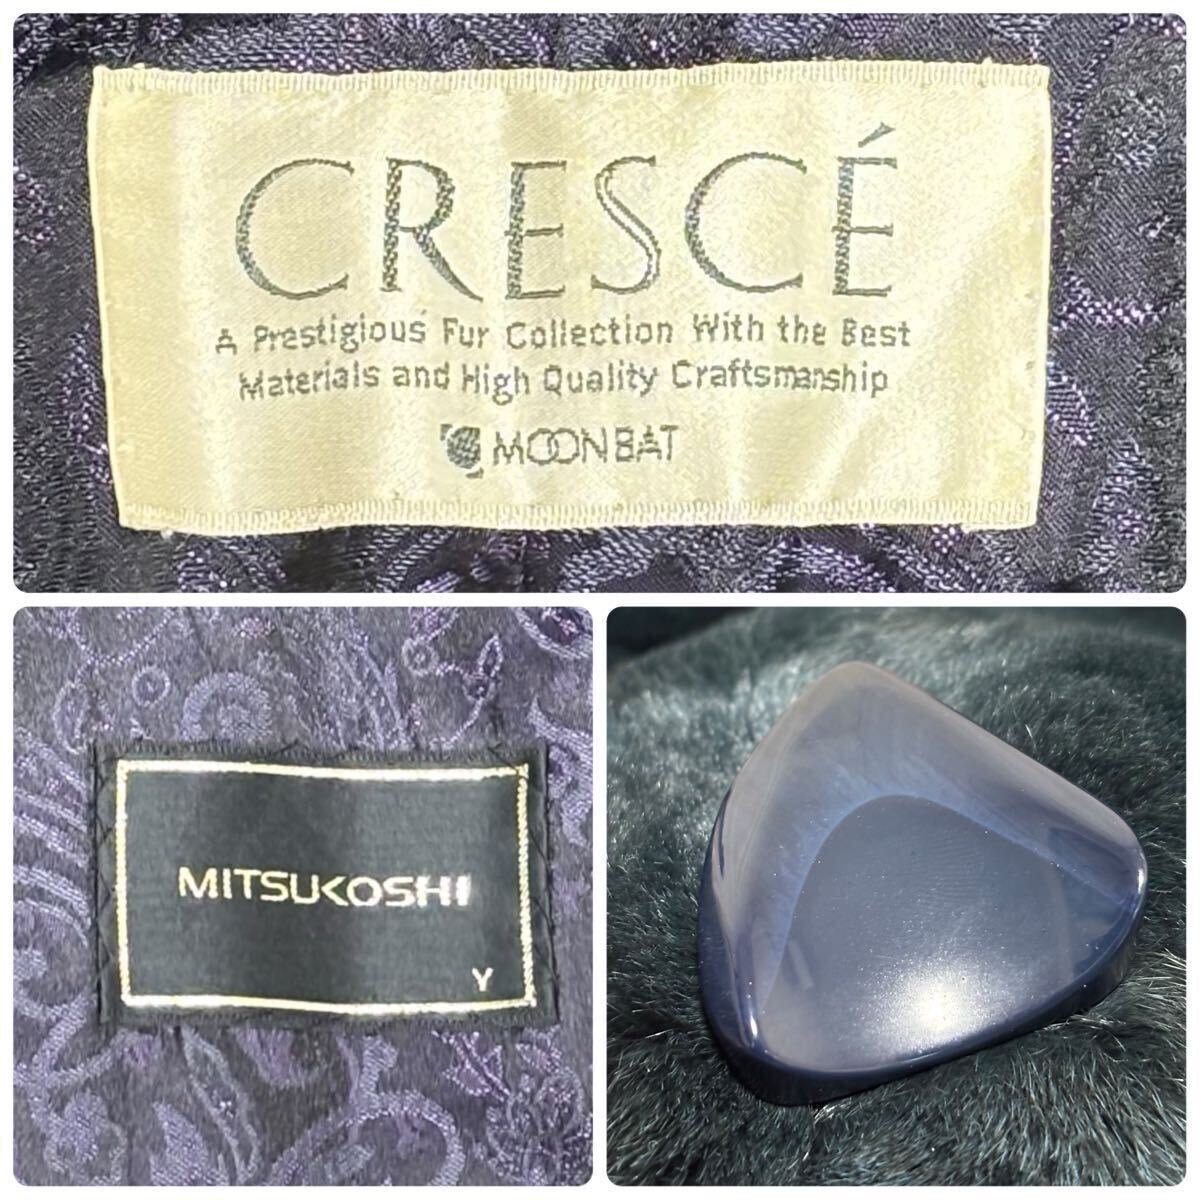 CRESCÉ
A Prestigious Fur Collection With the Best
Materials and High Quality Craftsmanship
MOONBAT
MITSUKOSHI
Y